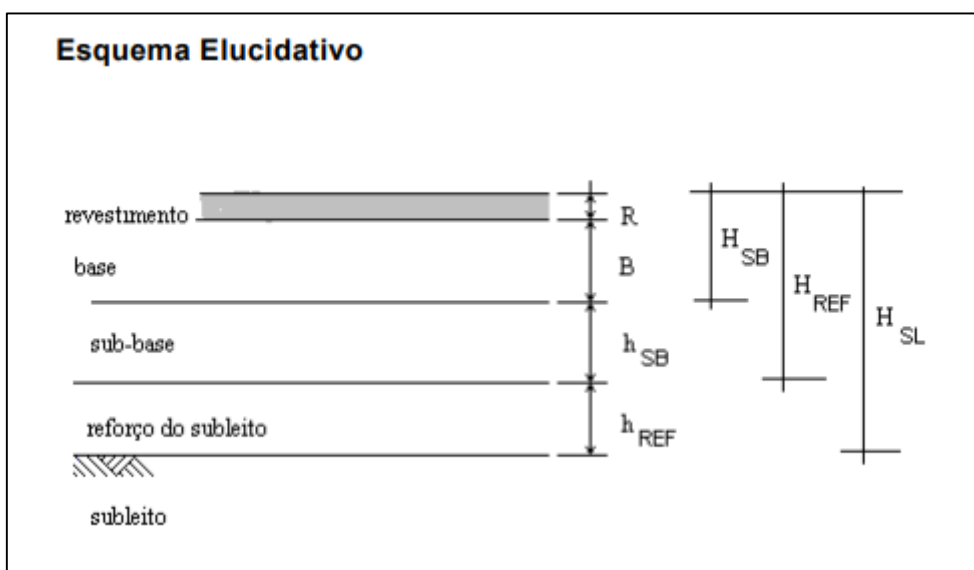 Esquema Elucidativo
revestimento
R
base
B
H SB
H REF
H SL
sub-base
h SB
reforço do subleito
h REF
subleito